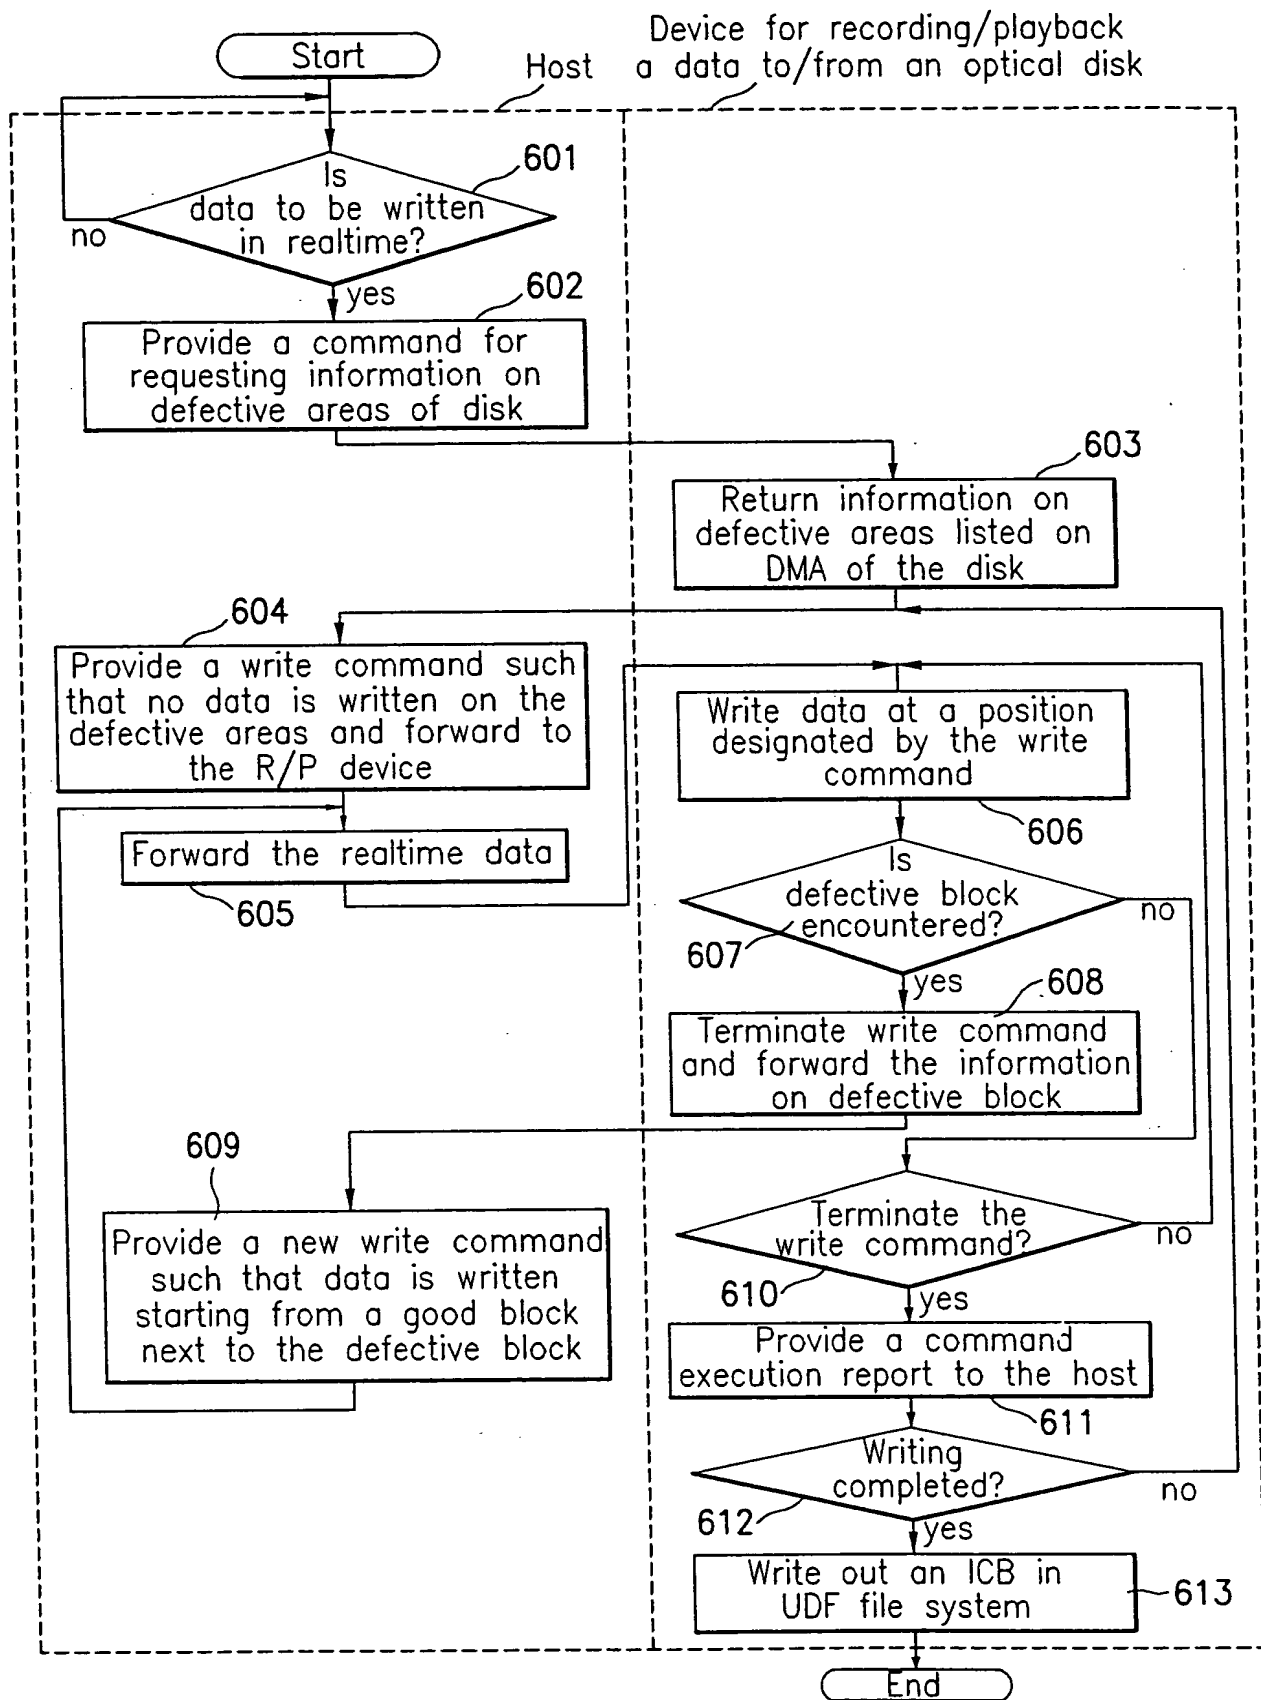 Start
Host
Device for recording/playback
a data to/from an optical disk
601
Is
data to be written
in realtime?
no
yes
602
Provide a command for
requesting information on
defective areas of disk
603
Return information on
defective areas listed on
DMA of the disk
604
Provide a write command such
that no data is written on the
defective areas and forward to
the R/P device
Forward the realtime data
605
Write data at a position
designated by the write
command
606
Is
defective block
encountered?
607
no
yes
608
Terminate write command
and forward the information
on defective block
609
Provide a new write command
such that data is written
starting from a good block
next to the defective block
Terminate the
write command?
610
no
yes
Provide a command
execution report to the host
611
Writing
completed?
612
no
yes
Write out an ICB in
UDF file system
613
End